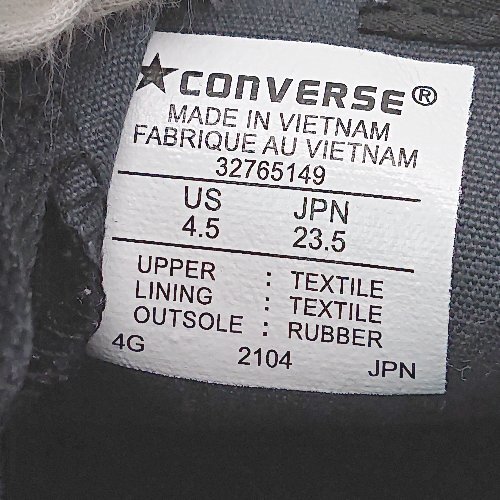 ★CONVERSE®
MADE IN VIETNAM
FABRIQUE AU VIETNAM
32765149
US JPN
4.5 23.5
UPPER : TEXTILE
LINING : TEXTILE
OUTSOLE : RUBBER
4G 2104 JPN